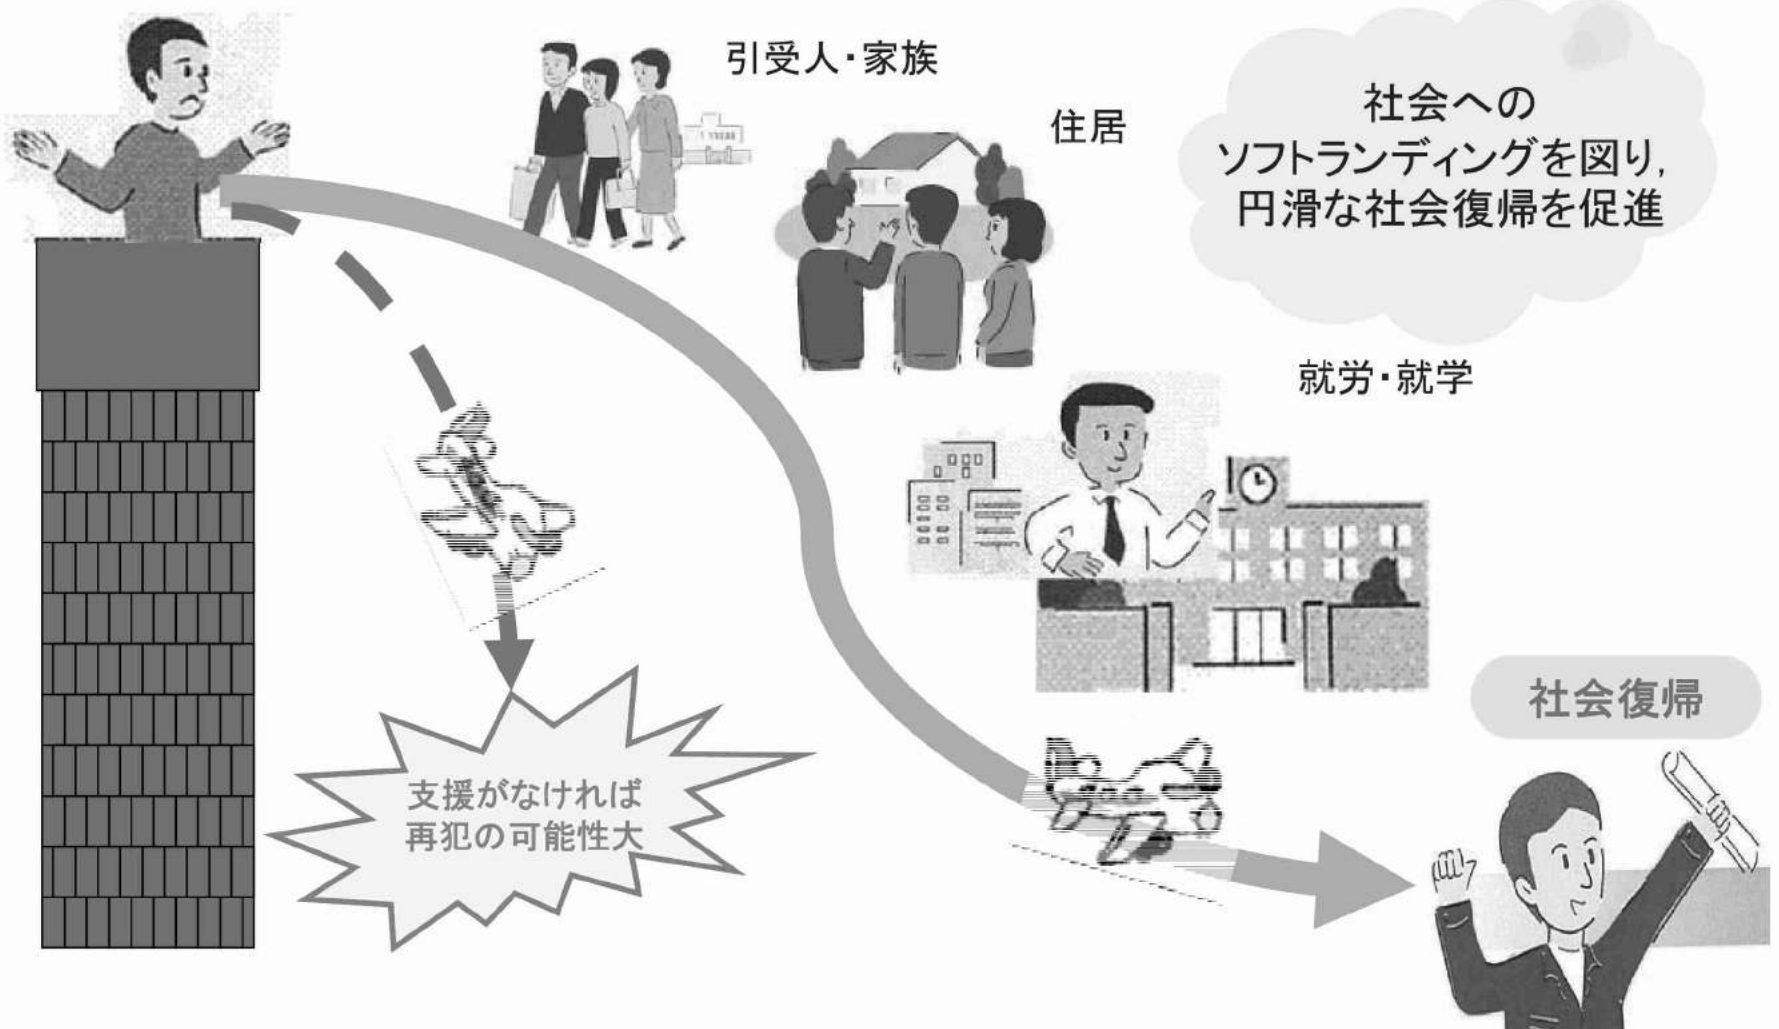 引受人・家族
住居
社会への
ソフトランディングを図り,
円滑な社会復帰を促進
就労・就学
社会復帰
支援がなければ
再犯の可能性大